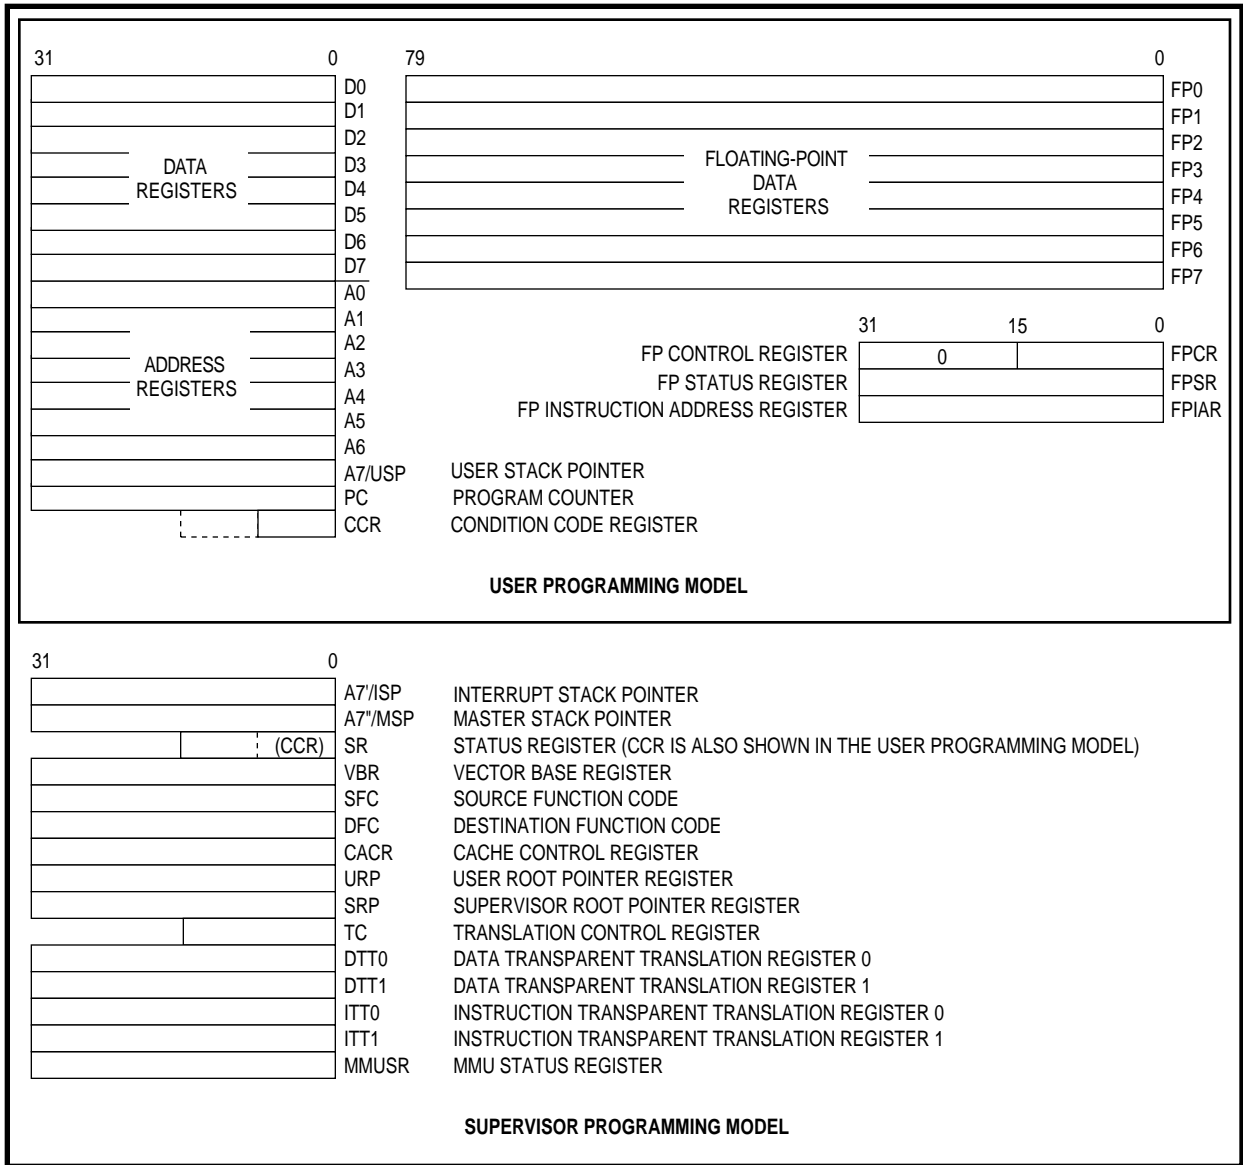 31 0
D0
D1
D2
D3
D4
D5
D6
D7
DATA
REGISTERS
A0
A1
A2
A3
A4
A5
A6
ADDRESS
REGISTERS
A7/USP USER STACK POINTER
PC PROGRAM COUNTER
CCR CONDITION CODE REGISTER
79 0
FP0
FP1
FP2
FP3
FP4
FP5
FP6
FP7
FLOATING-POINT
DATA
REGISTERS
31 15 0
FP CONTROL REGISTER 0 FPCR
FP STATUS REGISTER FPSR
FP INSTRUCTION ADDRESS REGISTER FPIAR
USER PROGRAMMING MODEL
31 0
A7'/ISP INTERRUPT STACK POINTER
A7"/MSP MASTER STACK POINTER
(CCR) SR STATUS REGISTER (CCR IS ALSO SHOWN IN THE USER PROGRAMMING MODEL)
VBR VECTOR BASE REGISTER
SFC SOURCE FUNCTION CODE
DFC DESTINATION FUNCTION CODE
CACR CACHE CONTROL REGISTER
URP USER ROOT POINTER REGISTER
SRP SUPERVISOR ROOT POINTER REGISTER
TC TRANSLATION CONTROL REGISTER
DTT0 DATA TRANSPARENT TRANSLATION REGISTER 0
DTT1 DATA TRANSPARENT TRANSLATION REGISTER 1
ITT0 INSTRUCTION TRANSPARENT TRANSLATION REGISTER 0
ITT1 INSTRUCTION TRANSPARENT TRANSLATION REGISTER 1
MMUSR MMU STATUS REGISTER
SUPERVISOR PROGRAMMING MODEL